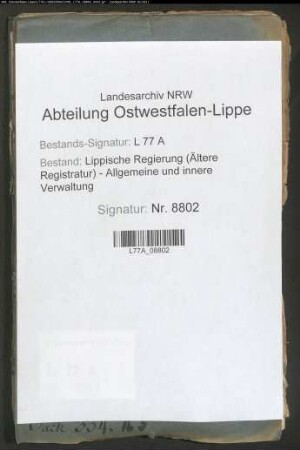 Landesarchiv NRW
Abteilung Ostwestfalen-Lippe
Bestands-Signatur: L 77 A
Bestand: Lippische Regierung (Ältere
Registratur) - Allgemeine und innere
Verwaltung
Signatur: Nr. 8802
L77A_08802